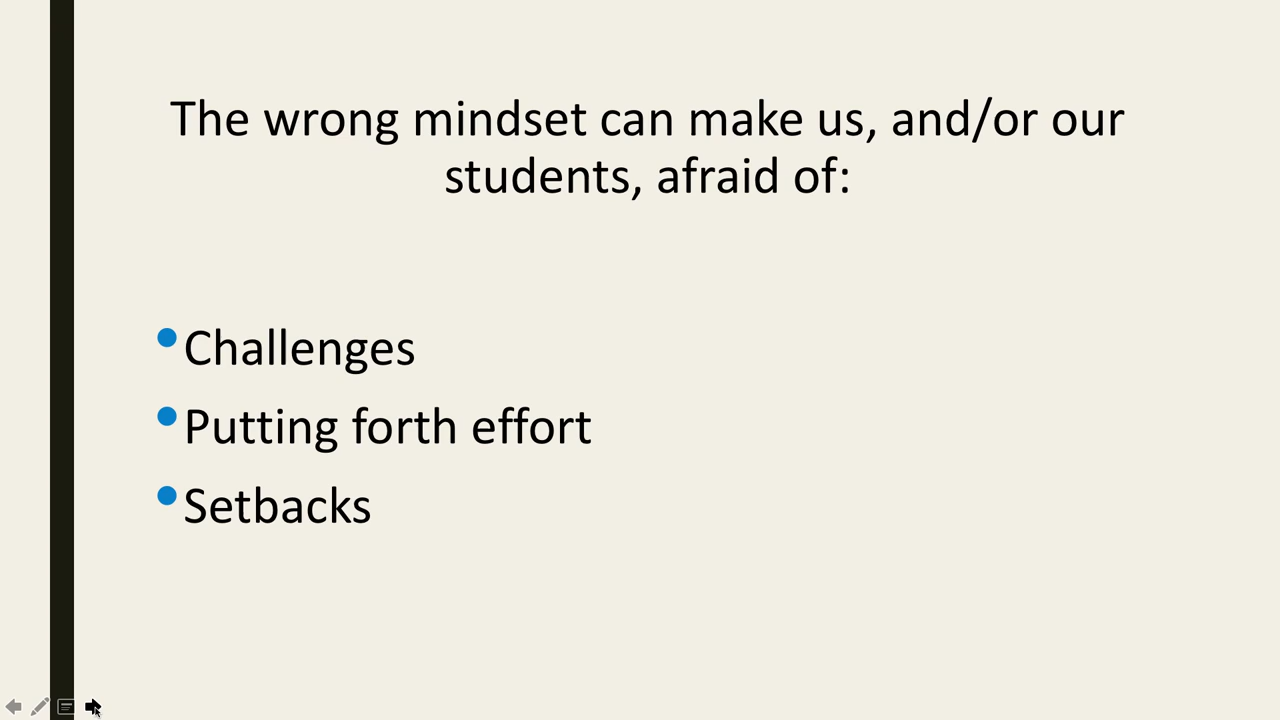 The wrong mindset can make us, and/or our
students, afraid of:
•Challenges
•Putting forth effort
•Setbacks